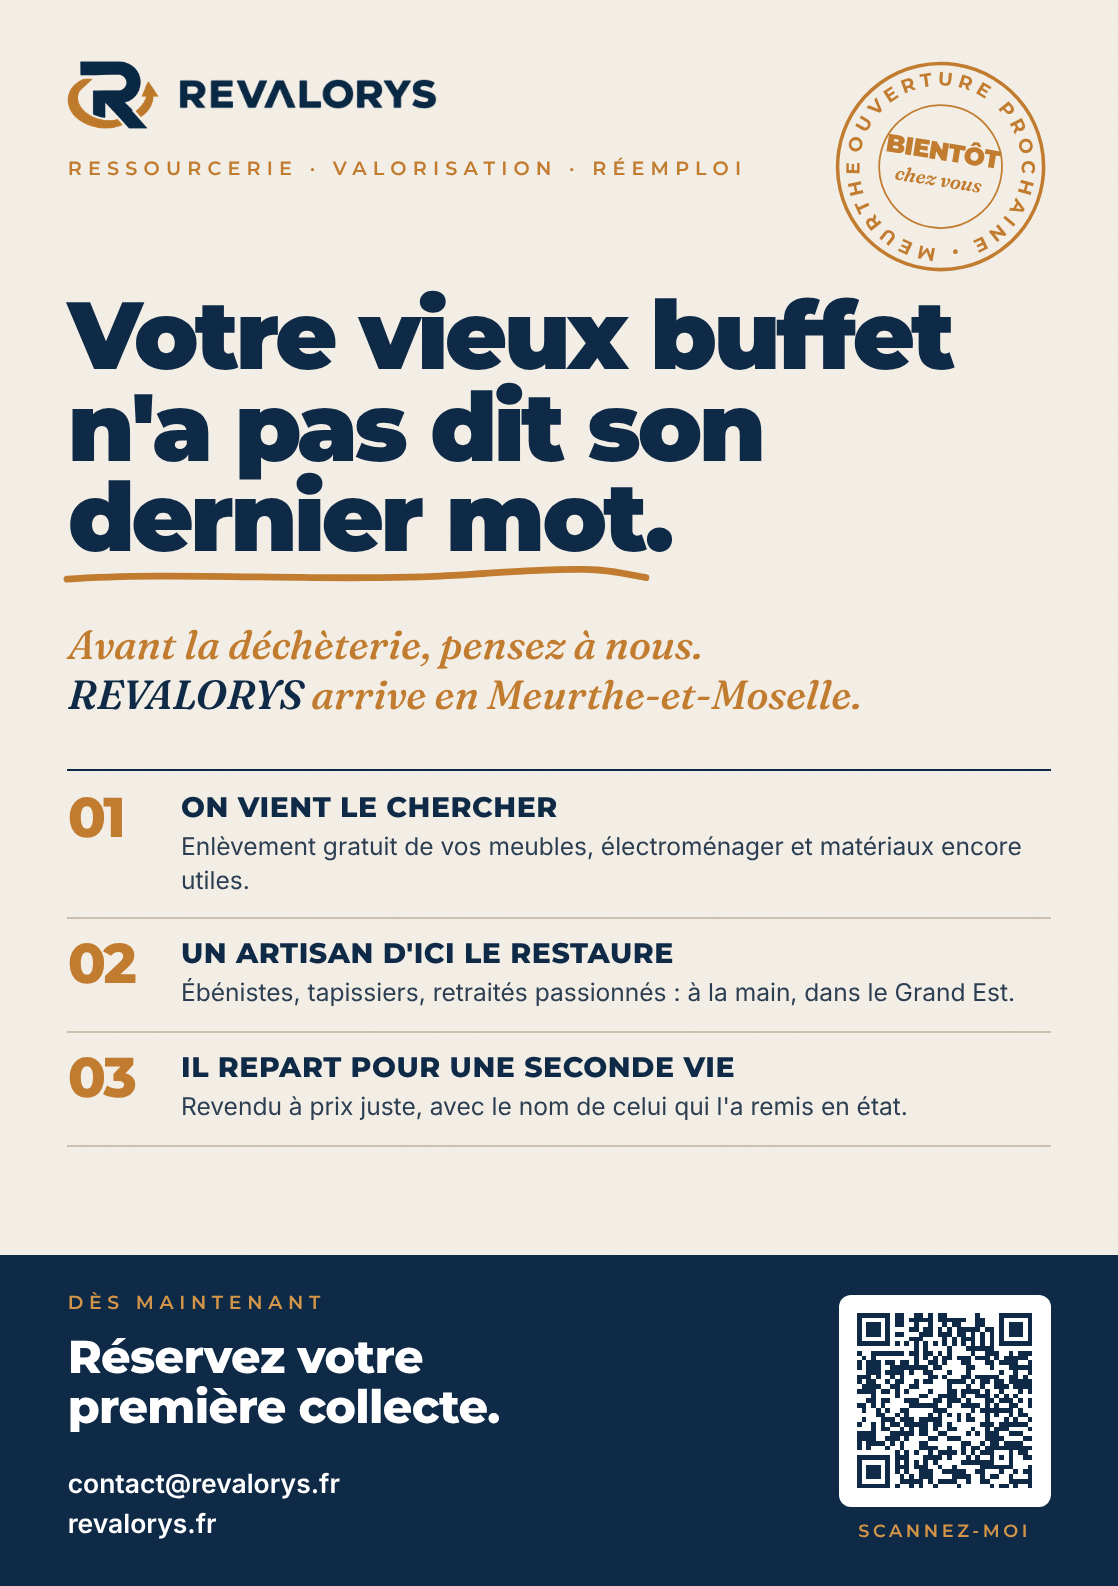 REVALORYS
RESSOURCERIE · VALORISATION · RÉEMPLOI
OUVERTURE PROCHAINE · MEURTHE
BIENTÔT
chez vous
Votre vieux buffet
n'a pas dit son
dernier mot.
Avant la déchèterie, pensez à nous.
REVALORYS arrive en Meurthe-et-Moselle.
01
ON VIENT LE CHERCHER
Enlèvement gratuit de vos meubles, électroménager et matériaux encore
utiles.
02
UN ARTISAN D'ICI LE RESTAURE
Ébénistes, tapissiers, retraités passionnés : à la main, dans le Grand Est.
03
IL REPART POUR UNE SECONDE VIE
Revendu à prix juste, avec le nom de celui qui l'a remis en état.
DÈS MAINTENANT
Réservez votre
première collecte.
contact@revalorys.fr
revalorys.fr
SCANNEZ-MOI